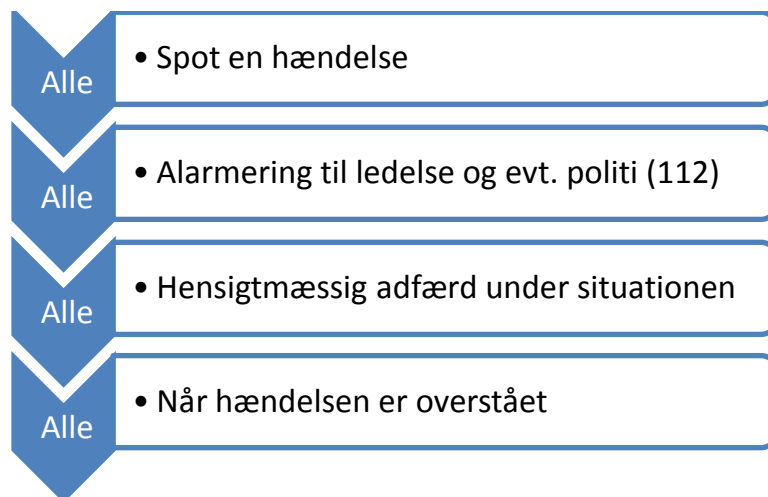 Alle
• Spot en hændelse
Alle
• Alarmering til ledelse og evt. politi (112)
Alle
• Hensigtmæssig adfærd under situationen
Alle
• Når hændelsen er overstået